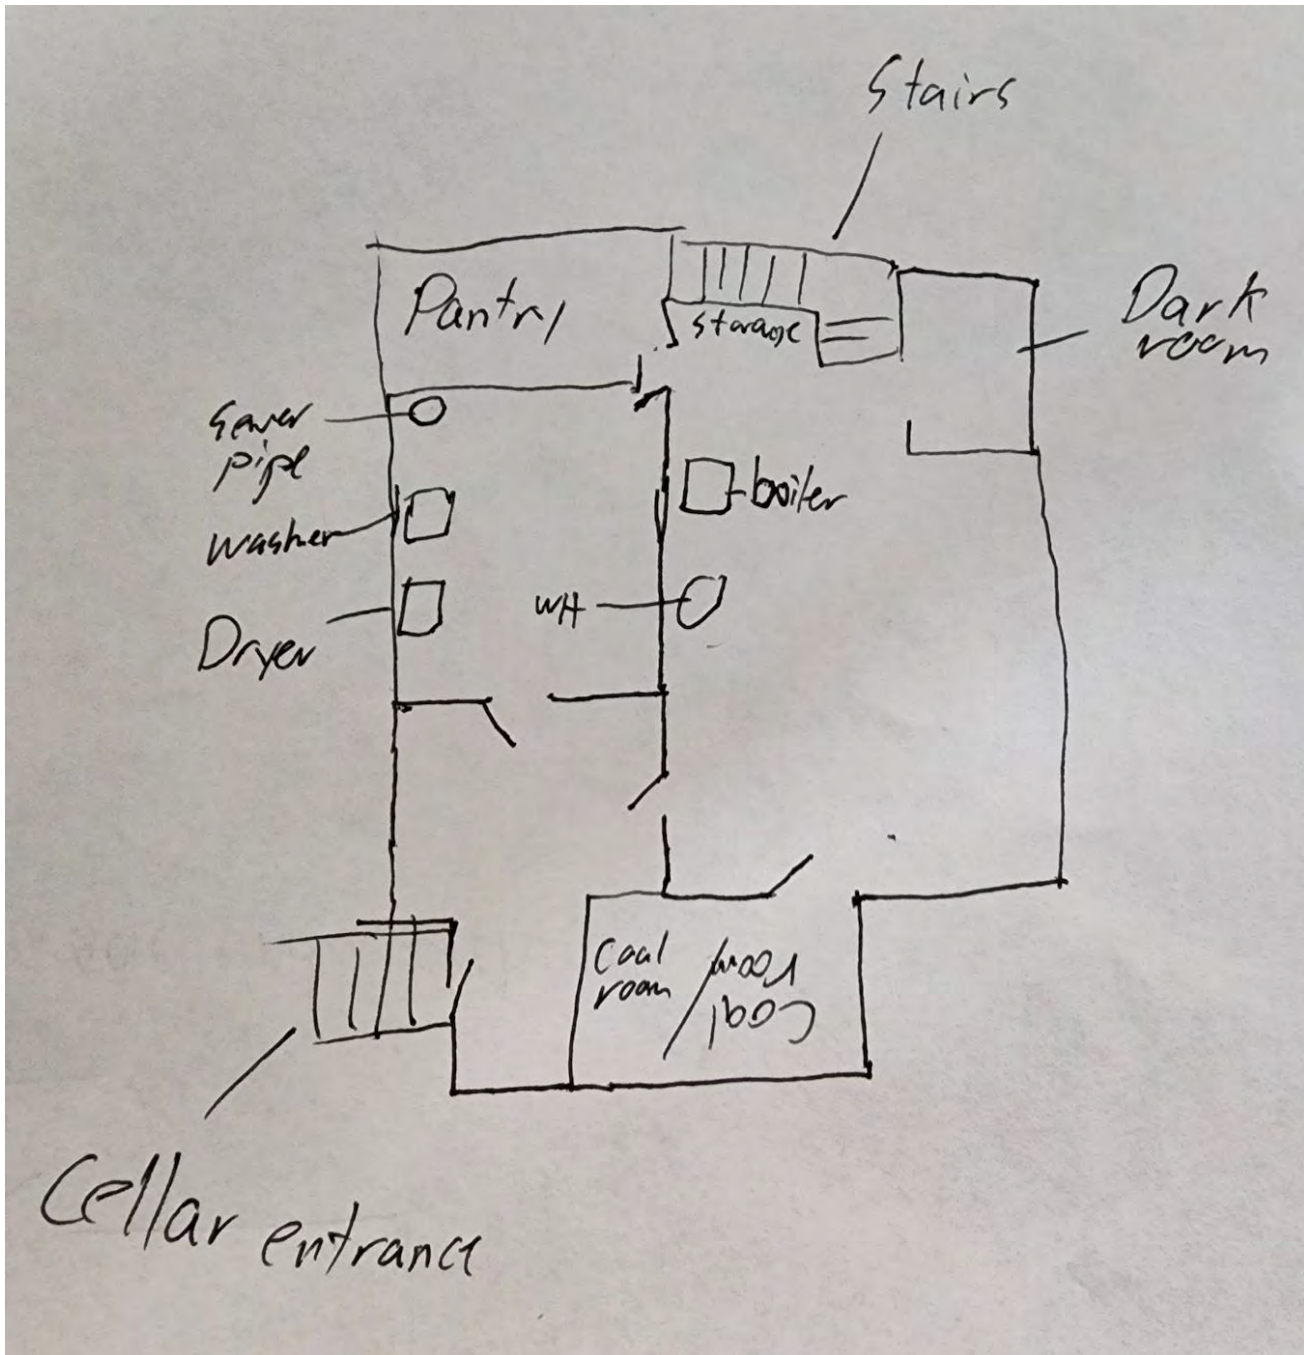 Stairs
Pantry
Storage
Dark
room
Sewer
pipe
boiler
washer
WH
Dryer
Coal
room
Coal
room
Cellar entrance